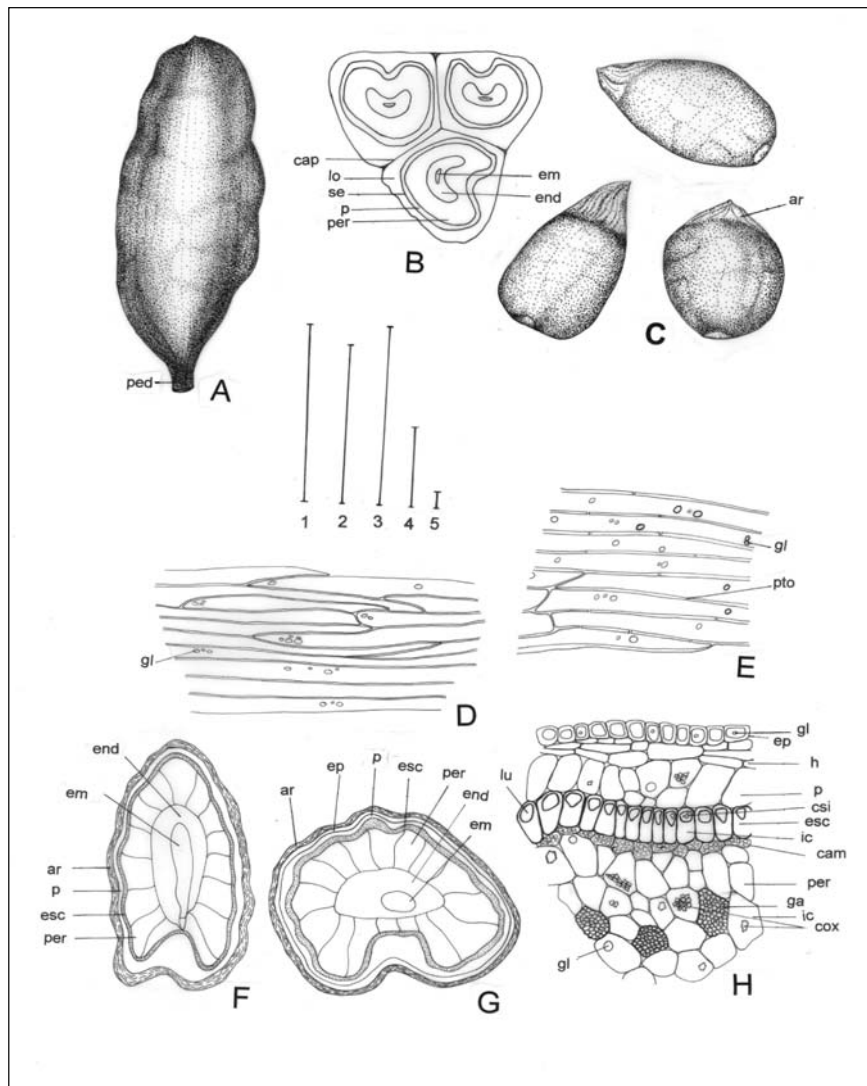 ped
A
cap
lo
se
p
per
em
end
B
ar
C
1 2 3 4 5
gl
D
gl
pto
E
end
em
ar
p
esc
per
F
ar
ep
p
esc
per
end
em
G
lu
gl
gl
ep
h
p
csi
esc
ic
cam
per
ga
ic
cox
H